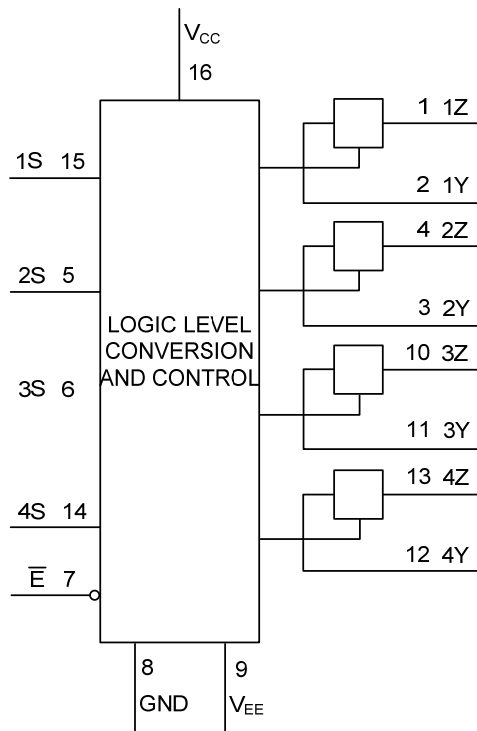 VCC
16
1 1Z
1S 15
2 1Y
4 2Z
2S 5
3 2Y
LOGIC LEVEL
CONVERSION
AND CONTROL
10 3Z
3S 6
11 3Y
13 4Z
4S 14
12 4Y
E̅ 7
8
9
GND
VEE